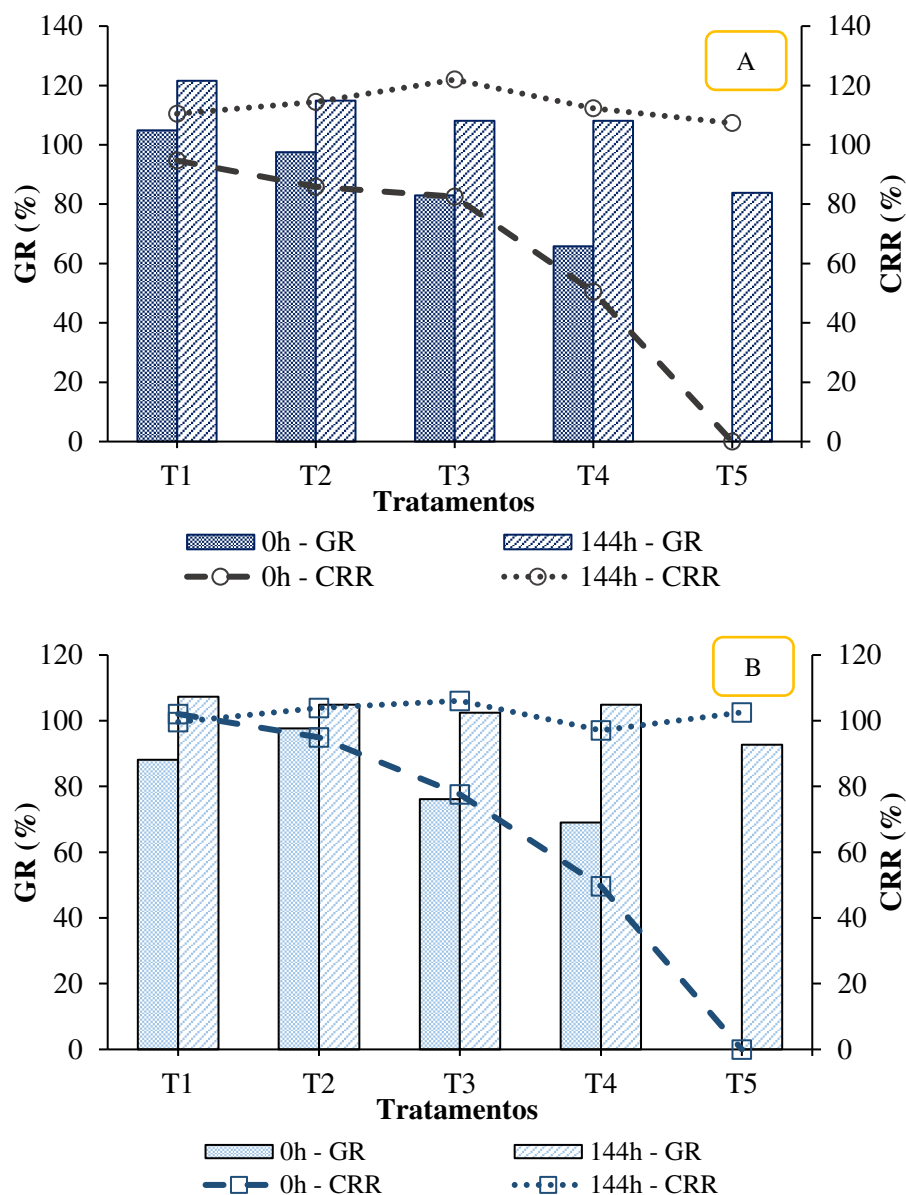 A
GR (%)
CRR (%)
140 140
120 120
100 100
80 80
60 60
40 40
20 20
0 0
T1 T2 T3 T4 T5
Tratamentos
0h - GR 144h - GR
0h - CRR 144h - CRR
B
GR (%)
CRR (%)
120 120
100 100
80 80
60 60
40 40
20 20
0 0
T1 T2 T3 T4 T5
Tratamentos
0h - GR 144h - GR
0h - CRR 144h - CRR